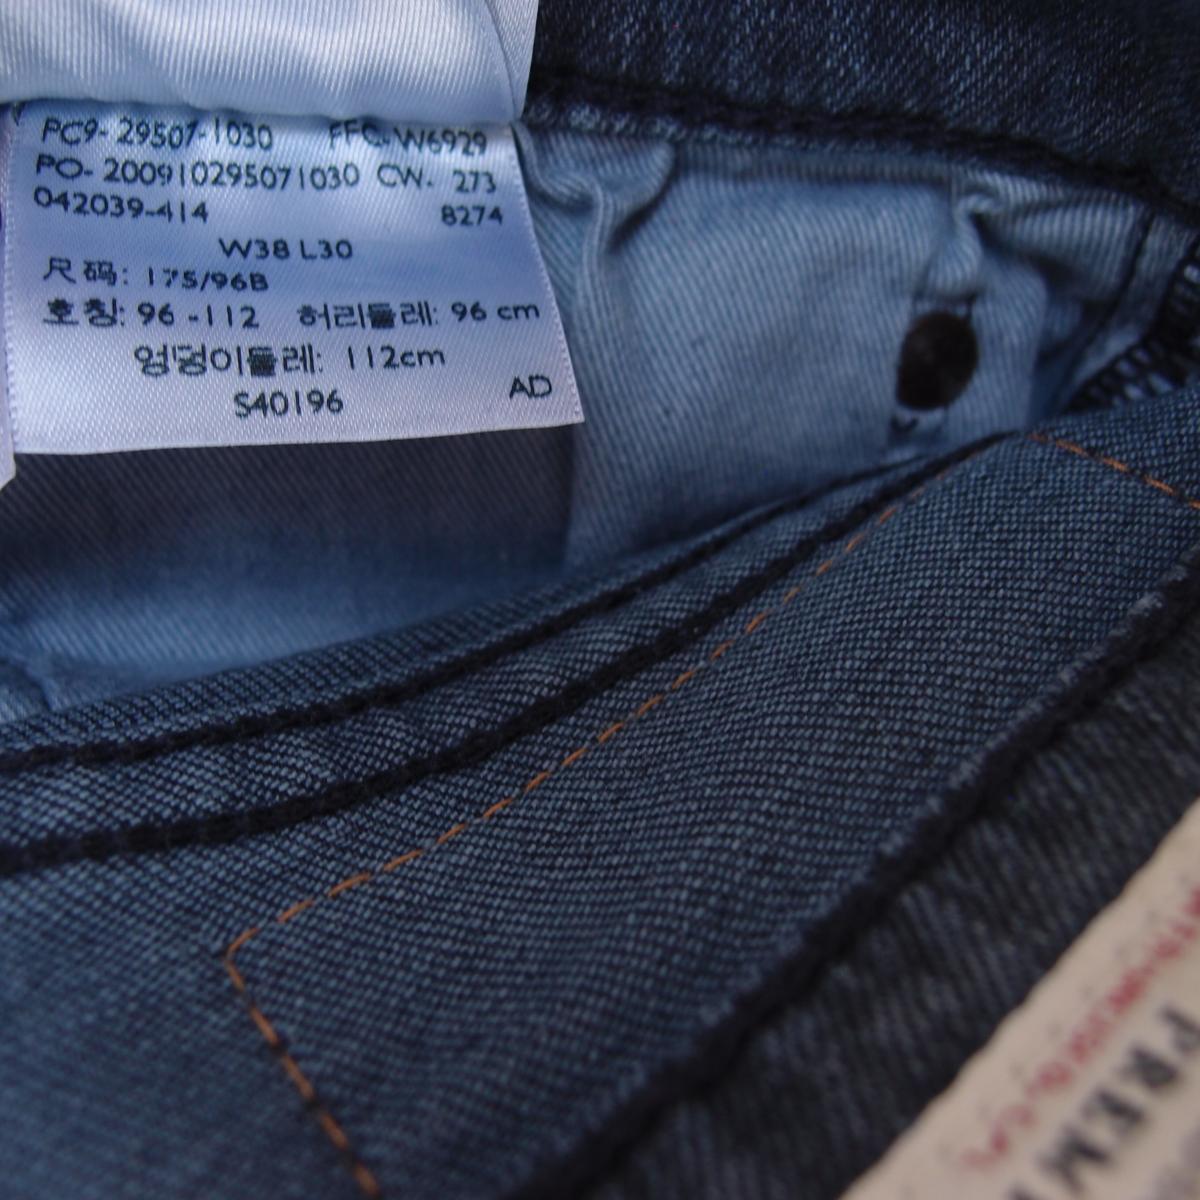 PC9- 29507-1030 FFC-W6929
PO- 200910295071030 CW. 273
042039-414 8274
W38 L30
尺码: 175/96B
호칭: 96 -112 허리둘레: 96 cm
엉덩이둘레: 112cm
S40196 AD
PREM